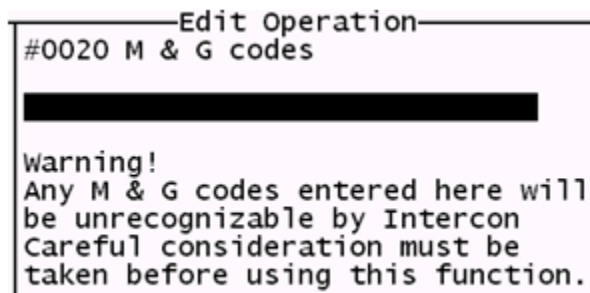 Edit Operation
#0020 M & G codes
Warning!
Any M & G codes entered here will
be unrecognizable by Intercon
Careful consideration must be
taken before using this function.